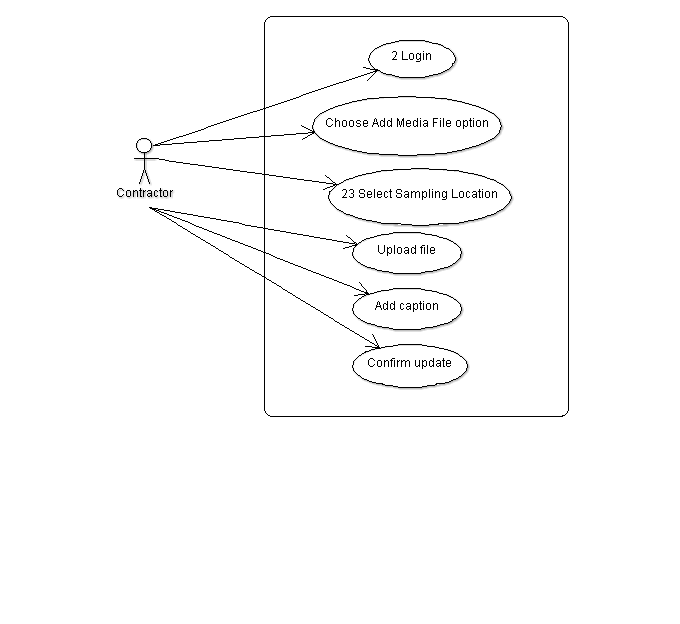 2 Login
Choose Add Media File option
23 Select Sampling Location
Contractor
Upload file
Add caption
Confirm update